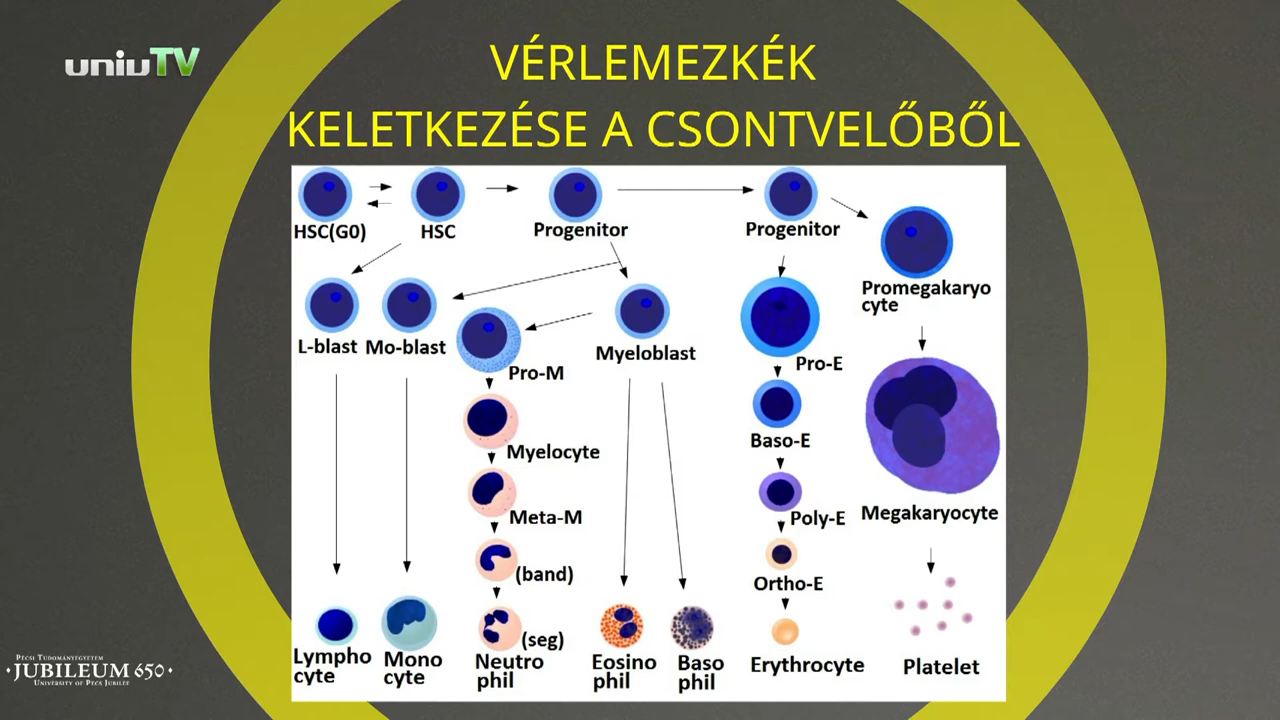 univTV
VÉRLEMEZKÉK
KELETKEZÉSE A CSONTVELŐBŐL
HSC(G0)
HSC
Progenitor
Progenitor
Promegakaryo
cyte
L-blast
Mo-blast
Myeloblast
Pro-M
Pro-E
Myelocyte
Baso-E
Meta-M
Poly-E
Megakaryocyte
(band)
Ortho-E
(seg)
Lympho
cyte
Mono
cyte
Neutro
phil
Eosino
phil
Baso
phil
Erythrocyte
Platelet
Pécsi Tudományegyetem
· JUBILEUM 650 ·
University of Pécs Jubilee